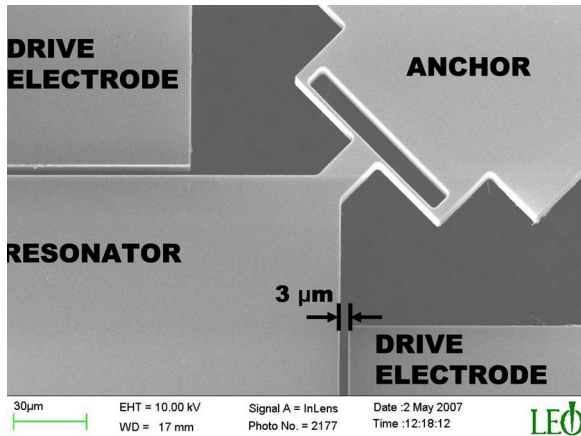 DRIVE
ELECTRODE
ANCHOR
RESONATOR
3 µm
DRIVE
ELECTRODE
30µm
EHT = 10.00 kV
Signal A = InLens
Date :2 May 2007
WD = 17 mm
Photo No. = 2177
Time :12:18:12
LEO